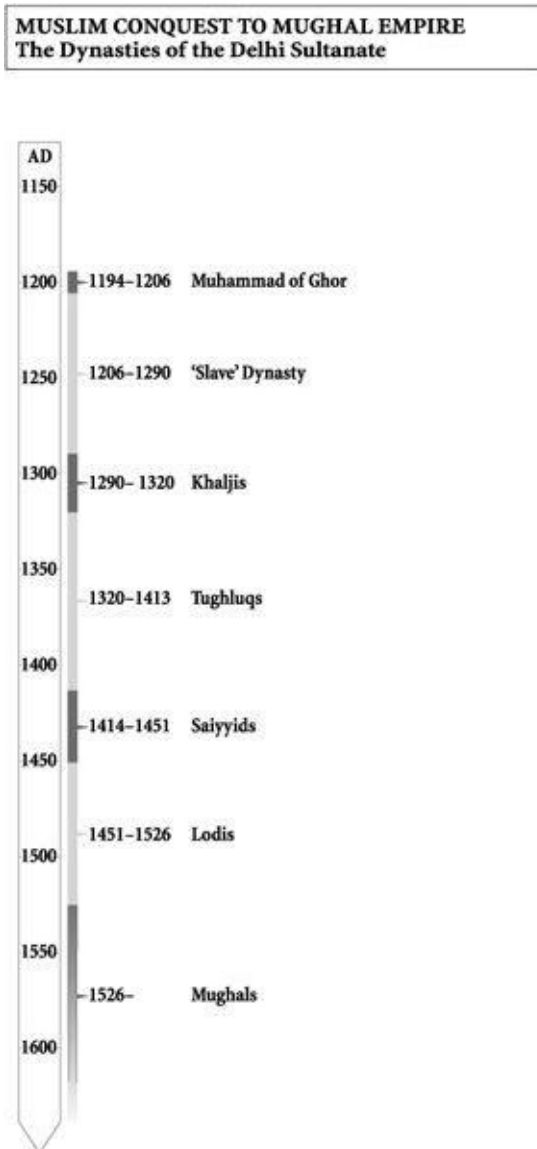 MUSLIM CONQUEST TO MUGHAL EMPIRE
The Dynasties of the Delhi Sultanate
AD
1150
1200 1194–1206 Muhammad of Ghor
1250 1206–1290 ‘Slave’ Dynasty
1300 1290– 1320 Khaljis
1350
1320–1413 Tughluqs
1400
1414–1451 Saiyyids
1450
1451–1526 Lodis
1500
1550
1526– Mughals
1600